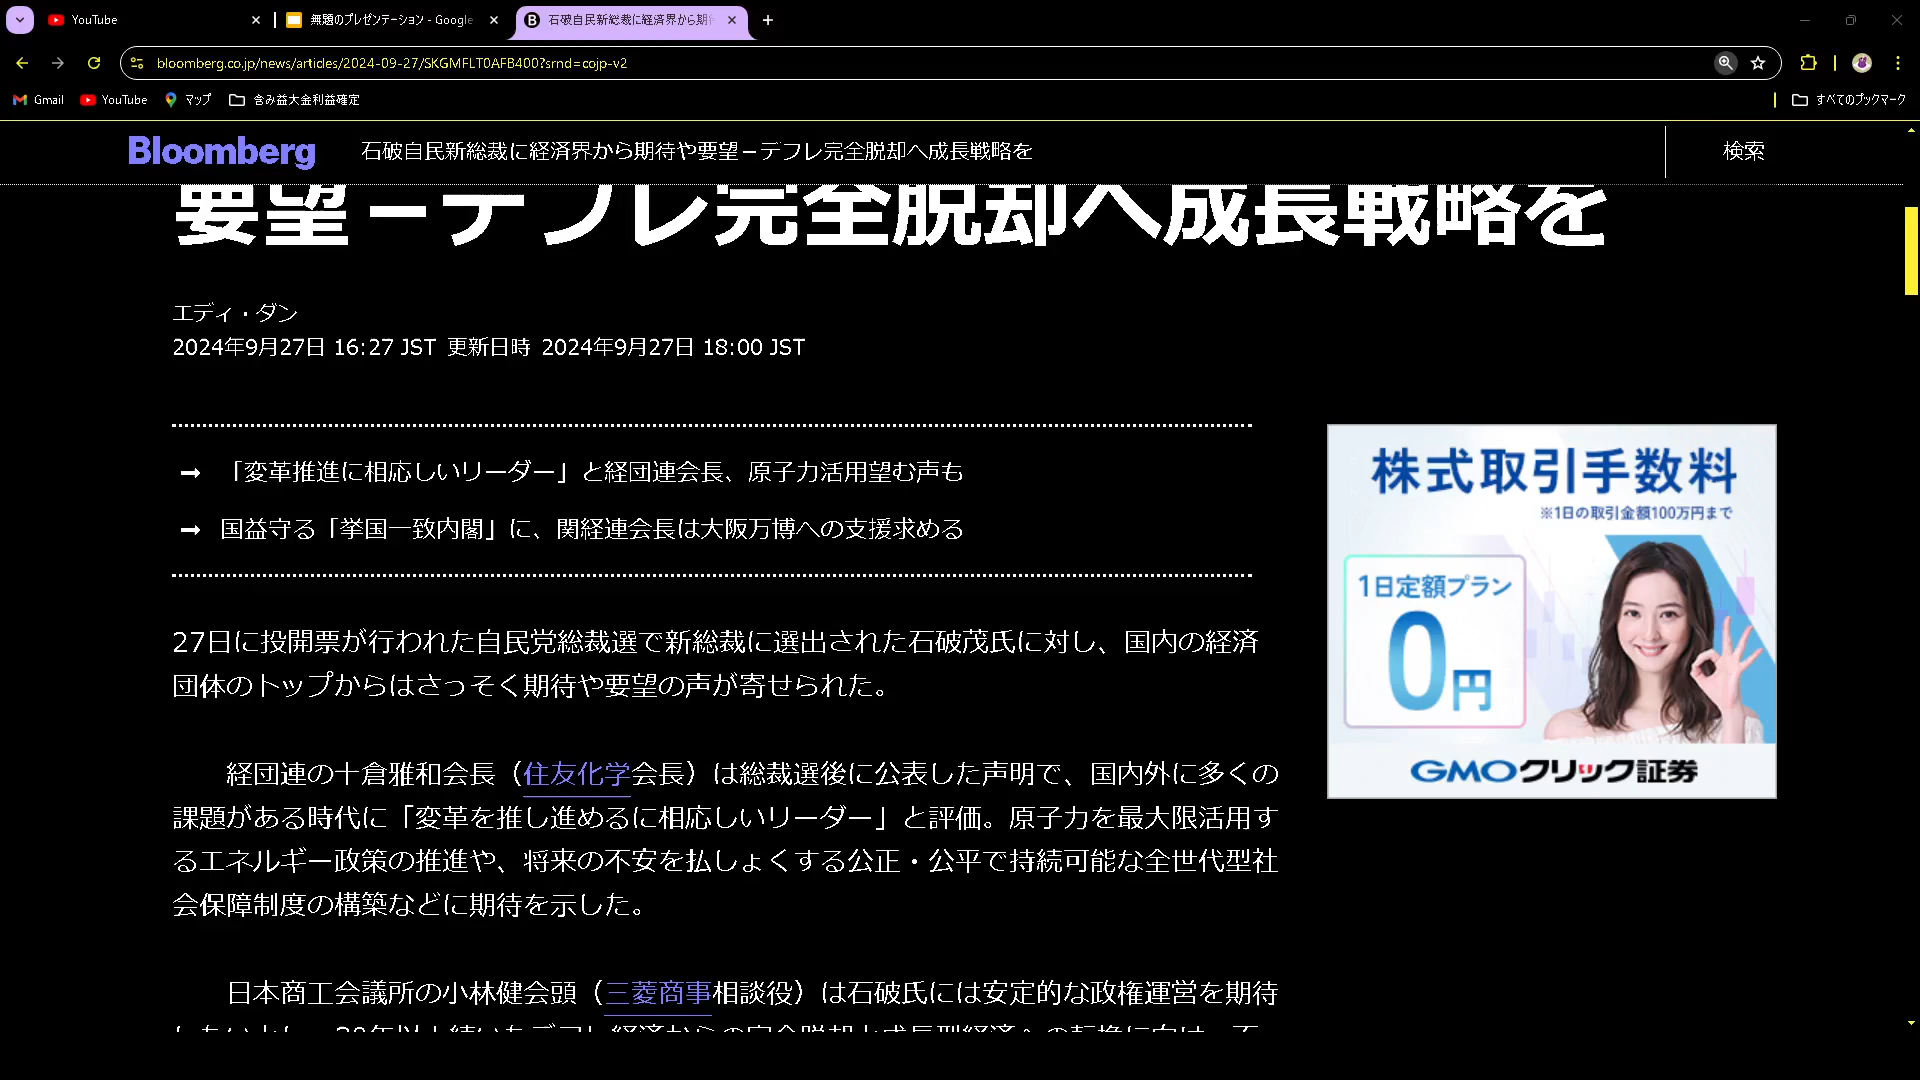 YouTube
無題のプレゼンテーション - Google
石破自民新総裁に経済界から期
bloomberg.co.jp/news/articles/2024-09-27/SKGMFLT0AFB400?srnd=cojp-v2
Gmail
YouTube
マップ
含み益大金利益確定
すべてのブックマーク
Bloomberg
石破自民新総裁に経済界から期待や要望－デフレ完全脱却へ成長戦略を
検索
要望－デフレ完全脱却へ成長戦略を
エディ・ダン
2024年9月27日 16:27 JST 更新日時 2024年9月27日 18:00 JST
➞ 「変革推進に相応しいリーダー」と経団連会長、原子力活用望む声も
➞ 国益守る「挙国一致内閣」に、関経連会長は大阪万博への支援求める
27日に投開票が行われた自民党総裁選で新総裁に選出された石破茂氏に対し、国内の経済
団体のトップからはさっそく期待や要望の声が寄せられた。
経団連の十倉雅和会長（住友化学会長）は総裁選後に公表した声明で、国内外に多くの
課題がある時代に「変革を推し進めるに相応しいリーダー」と評価。原子力を最大限活用す
るエネルギー政策の推進や、将来の不安を払しょくする公正・公平で持続可能な全世代型社
会保障制度の構築などに期待を示した。
日本商工会議所の小林健会頭（三菱商事相談役）は石破氏には安定的な政権運営を期待
株式取引手数料
※1日の取引金額100万円まで
1日定額プラン
0円
GMOクリック証券